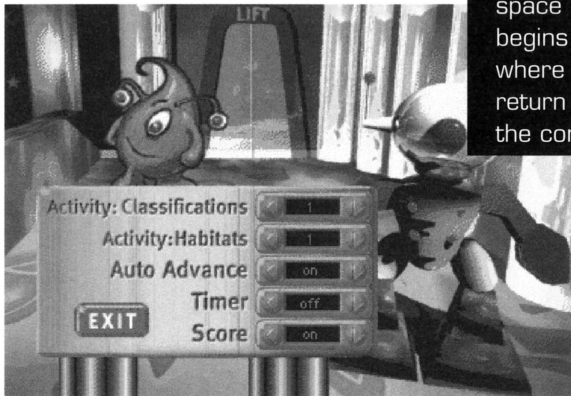 space
begins
where
return
the cor
LIFT
Activity: Classifications 1
Activity:Habitats 1
Auto Advance on
Timer off
EXIT
Score on